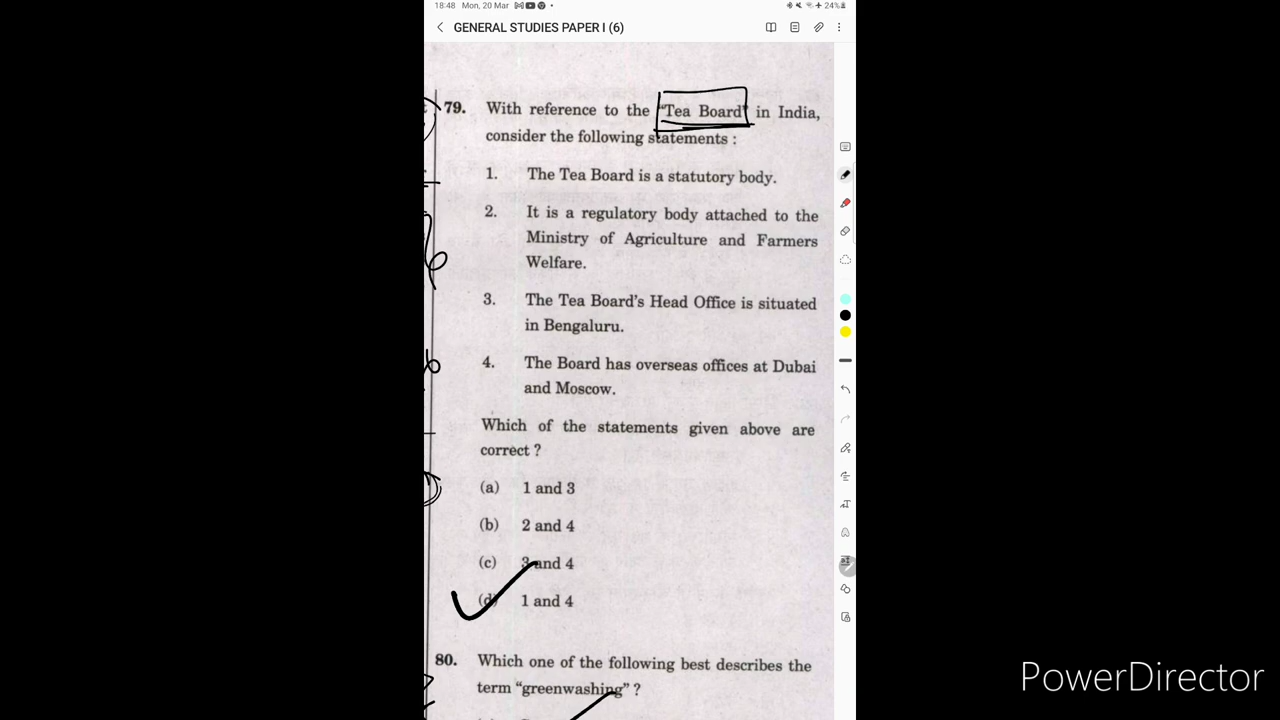 18:48 Mon, 20 Mar
24%
GENERAL STUDIES PAPER I (6)
79. With reference to the "Tea Board" in India,
consider the following statements :
1. The Tea Board is a statutory body.
2. It is a regulatory body attached to the
Ministry of Agriculture and Farmers
Welfare.
3. The Tea Board's Head Office is situated
in Bengaluru.
4. The Board has overseas offices at Dubai
and Moscow.
Which of the statements given above are
correct ?
(a) 1 and 3
(b) 2 and 4
(c) 3 and 4
(d) 1 and 4
80. Which one of the following best describes the
term "greenwashing" ?
PowerDirector